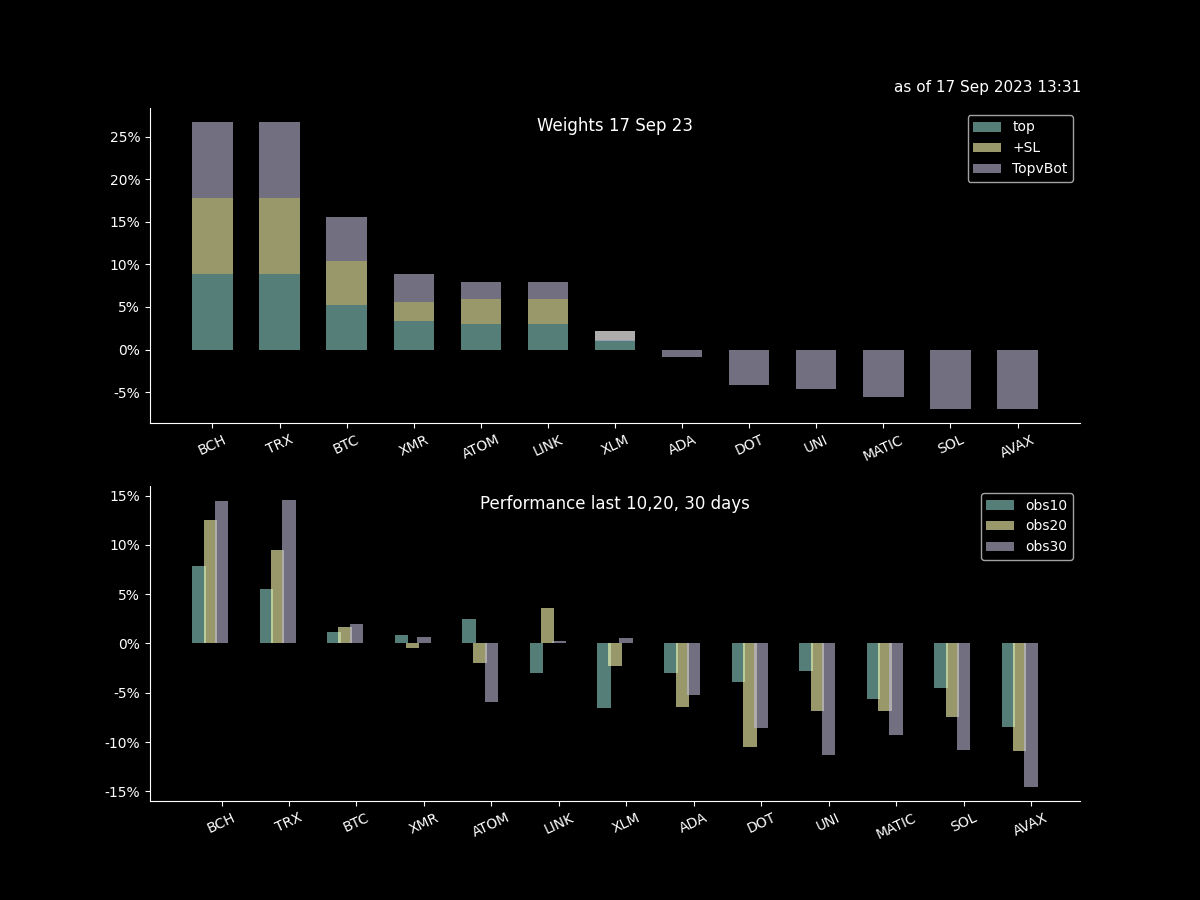 as of 17 Sep 2023 13:31
Weights 17 Sep 23
top
+SL
TopvBot
25%
20%
15%
10%
5%
0%
-5%
BCH TRX BTC XMR ATOM LINK XLM ADA DOT UNI MATIC SOL AVAX
Performance last 10,20, 30 days
obs10
obs20
obs30
15%
10%
5%
0%
-5%
-10%
-15%
BCH TRX BTC XMR ATOM LINK XLM ADA DOT UNI MATIC SOL AVAX